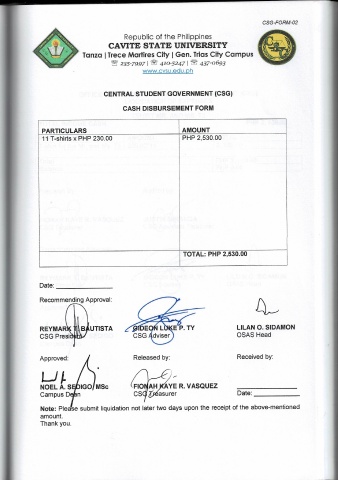 CSG-FORM-02
Republic of the Philippines
CAVITE STATE UNIVERSITY
Tanza | Trece Martires City | Gen. Trias City Campus
☏ 235-7997 | ☏ 410-5247 | ☏ 437-0693
www.cvsu.edu.ph
CENTRAL STUDENT GOVERNMENT (CSG)
CASH DISBURSEMENT FORM
PARTICULARS AMOUNT
11 T-shirts x PHP 230.00 PHP 2,530.00
TOTAL: PHP 2,530.00
Date: _______________
Recommending Approval:
REYMARK T. BAUTISTA GIDEON LUKE P. TY LILAN O. SIDAMON
CSG President CSG Adviser OSAS Head
Approved: Released by: Received by:
NOEL A. SEDIGO, MSc FIONAH KAYE R. VASQUEZ _______________
Campus Dean CSG Treasurer Date: _______________
Note: Please submit liquidation not later two days upon the receipt of the above-mentioned
amount.
Thank you.